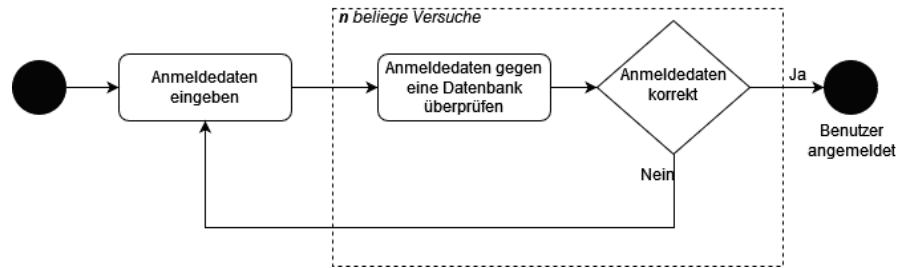 n beliege Versuche
Anmeldedaten
eingeben
Anmeldedaten gegen
eine Datenbank
überprüfen
Anmeldedaten
korrekt
Ja
Nein
Benutzer
angemeldet